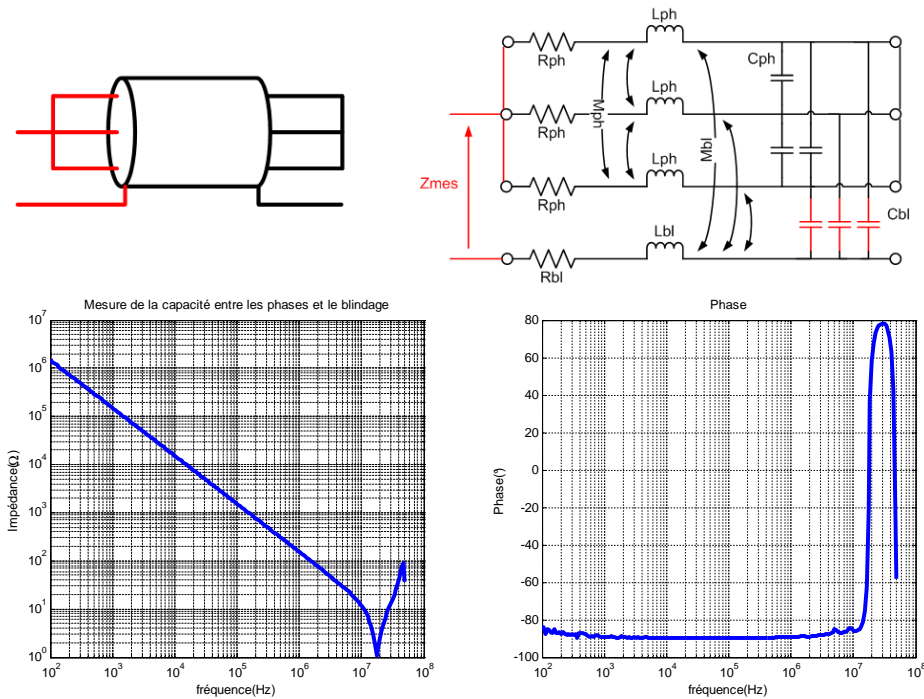 Lph
Rph
Cph
Lph
Rph
Mph
Mbl
Zmes
Lph
Rph
Cbl
Lbl
Rbl
Mesure de la capacité entre les phases et le blindage
Impédance(Ω)
10^7
10^6
10^5
10^4
10^3
10^2
10^1
10^0
10^2 10^3 10^4 10^5 10^6 10^7 10^8
fréquence(Hz)
Phase
Phase(°)
80
60
40
20
0
-20
-40
-60
-80
-100
10^2 10^3 10^4 10^5 10^6 10^7 10^8
fréquence(Hz)